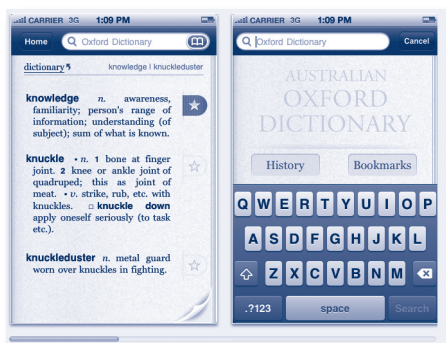 CARRIER 3G 1:09 PM
Home Oxford Dictionary
dictionary ¶ knowledge | knuckleduster
knowledge n. awareness,
familiarity; person's range of
information; understanding (of
subject); sum of what is known.
knuckle • n. 1 bone at finger
joint. 2 knee or ankle joint of
quadruped; this as joint of
meat. • v. strike, rub, etc. with
knuckles. □ knuckle down
apply oneself seriously (to task
etc.).
knuckleduster n. metal guard
worn over knuckles in fighting.
CARRIER 3G 1:09 PM
Oxford Dictionary Cancel
AUSTRALIAN
OXFORD
DICTIONARY
History Bookmarks
Q W E R T Y U I O P
A S D F G H J K L
Z X C V B N M
.?123 space Search